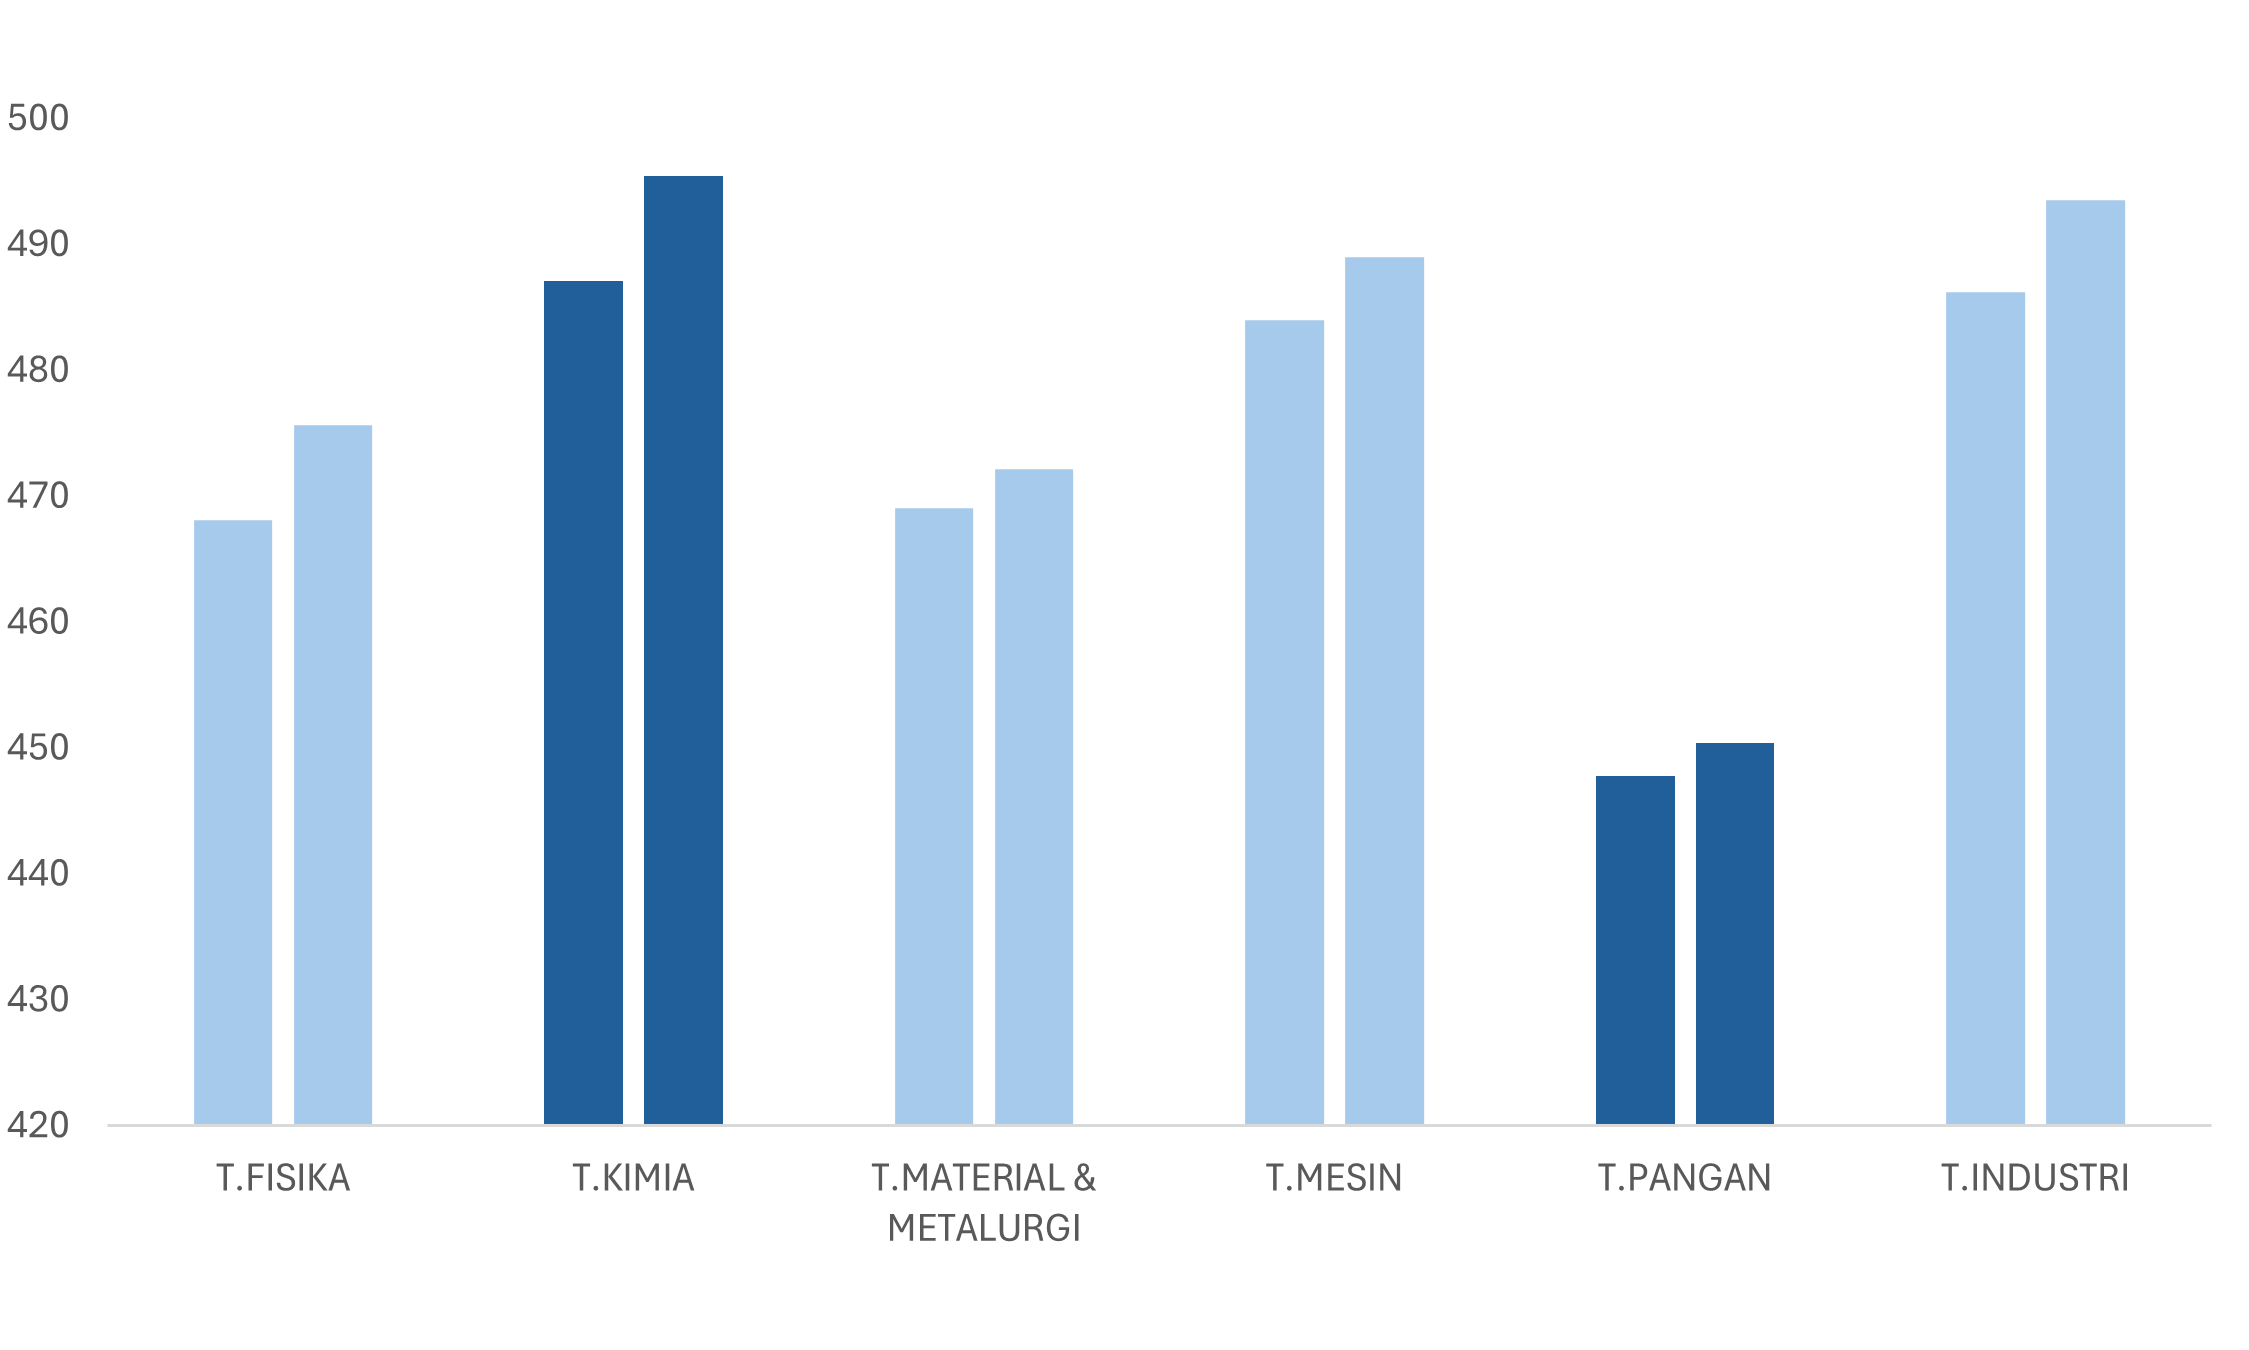 500
490
480
470
460
450
440
430
420
T.FISIKA
T.KIMIA
T.MATERIAL &
METALURGI
T.MESIN
T.PANGAN
T.INDUSTRI